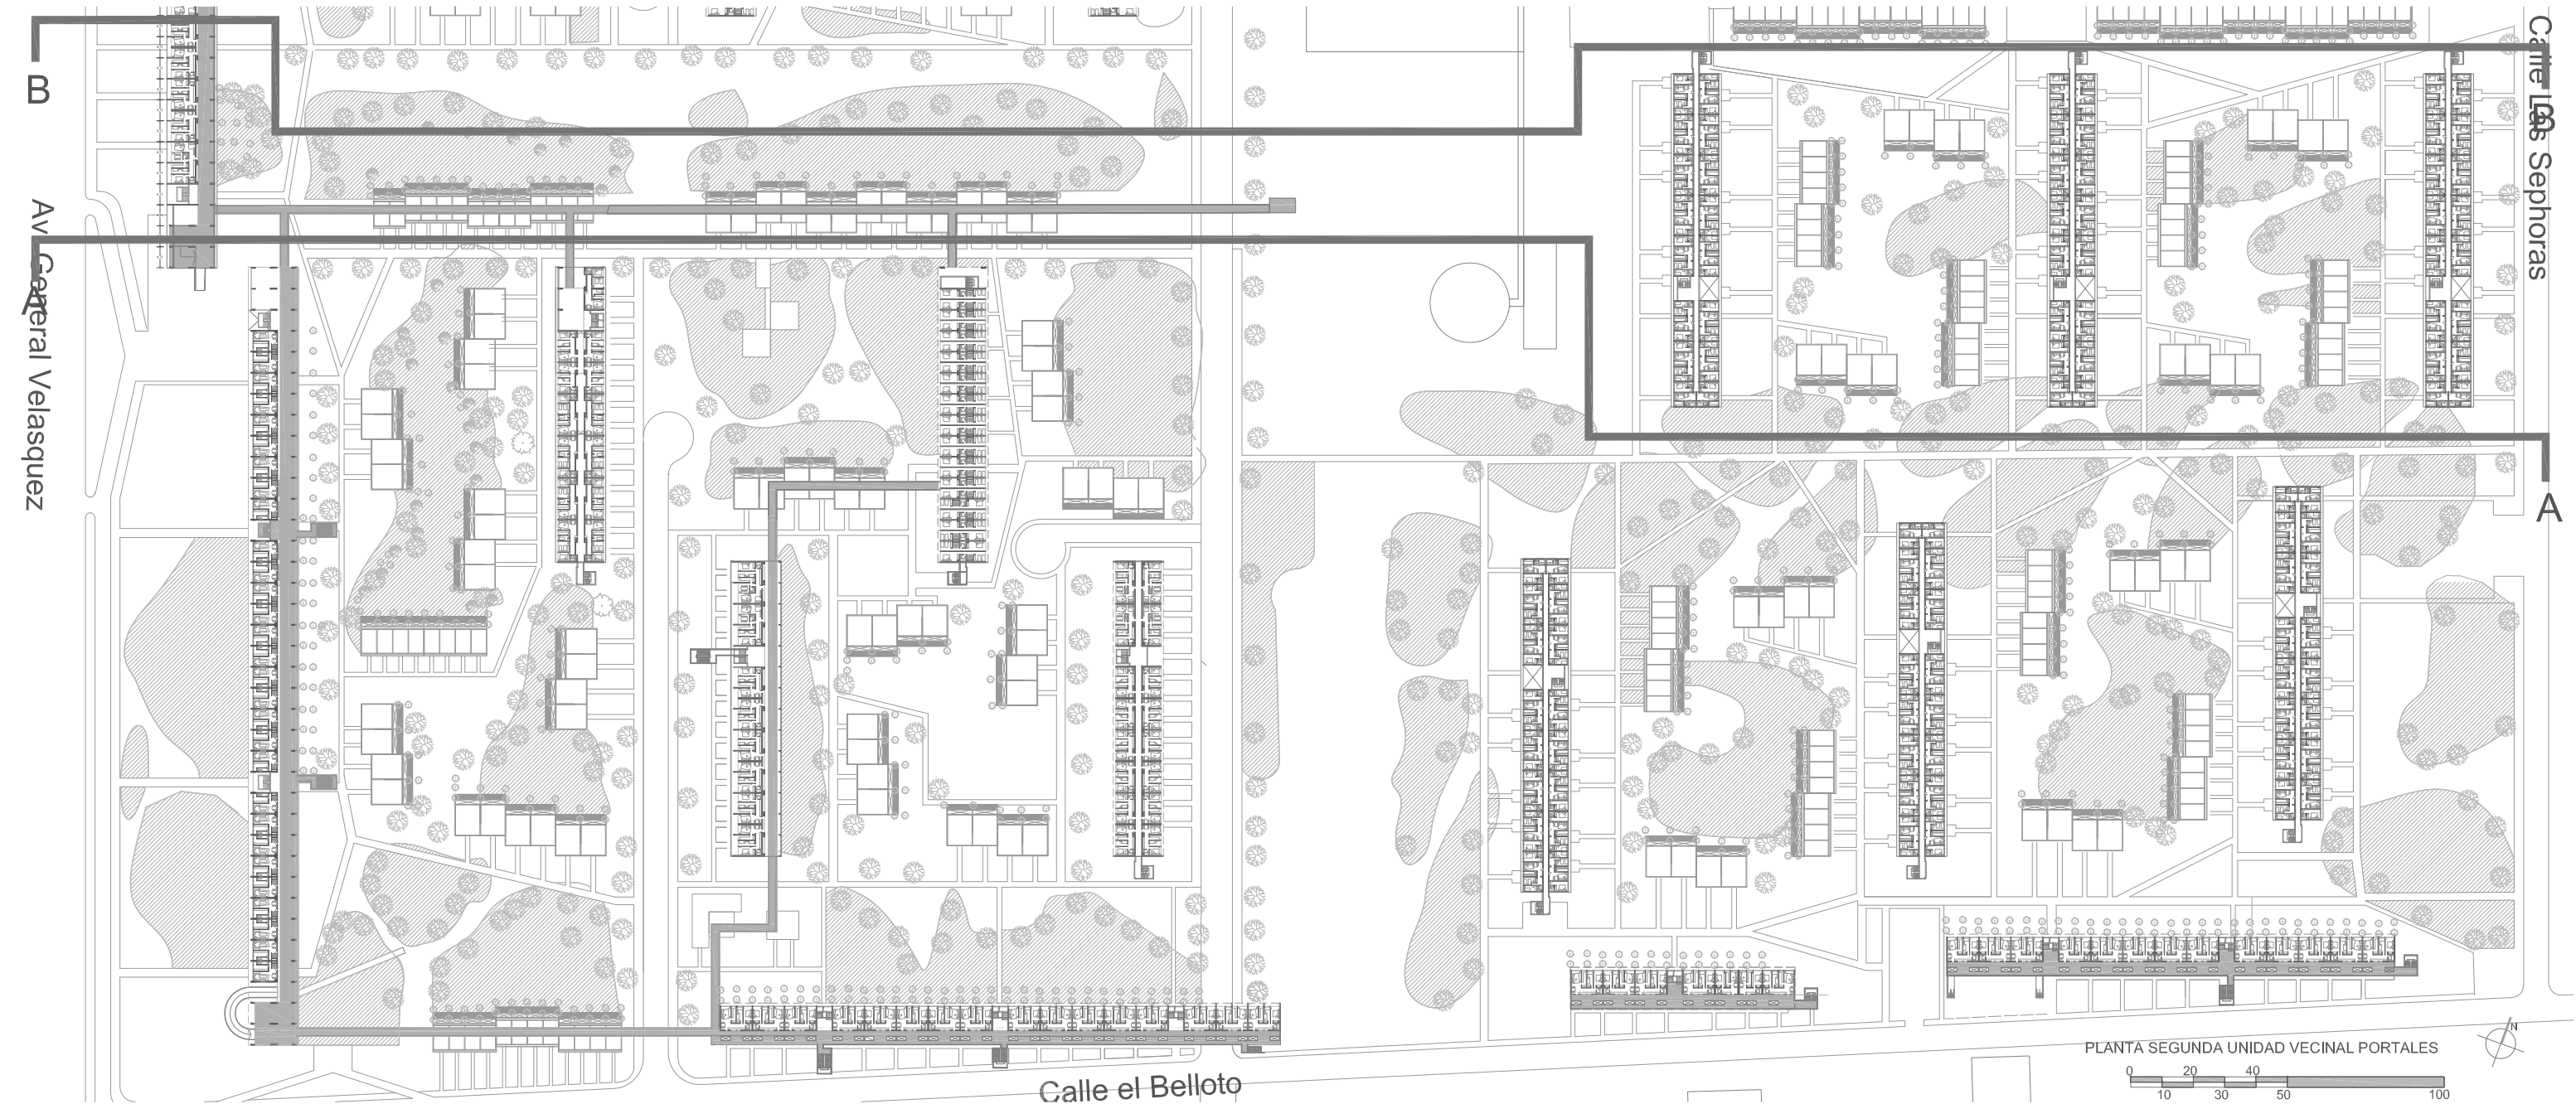 B
Calle Las Sephoras
B
Av. General Velasquez
A
A
N
PLANTA SEGUNDA UNIDAD VECINAL PORTALES
0 20 40
10 30 50 100
Calle el Belloto